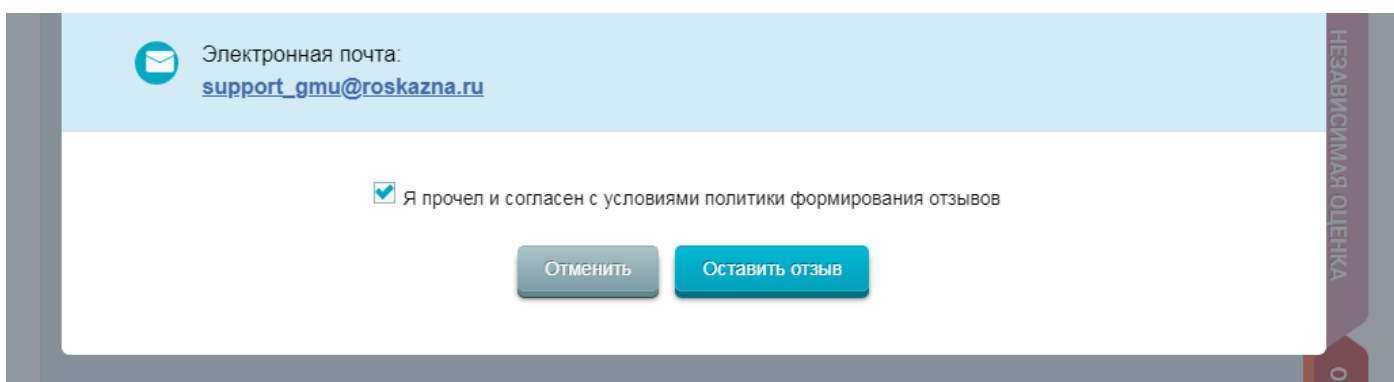 Электронная почта:
support_gmu@roskazna.ru
НЕЗАВИСИМАЯ ОЦЕНКА
Я прочел и согласен с условиями политики формирования отзывов
Отменить
Оставить отзыв
О